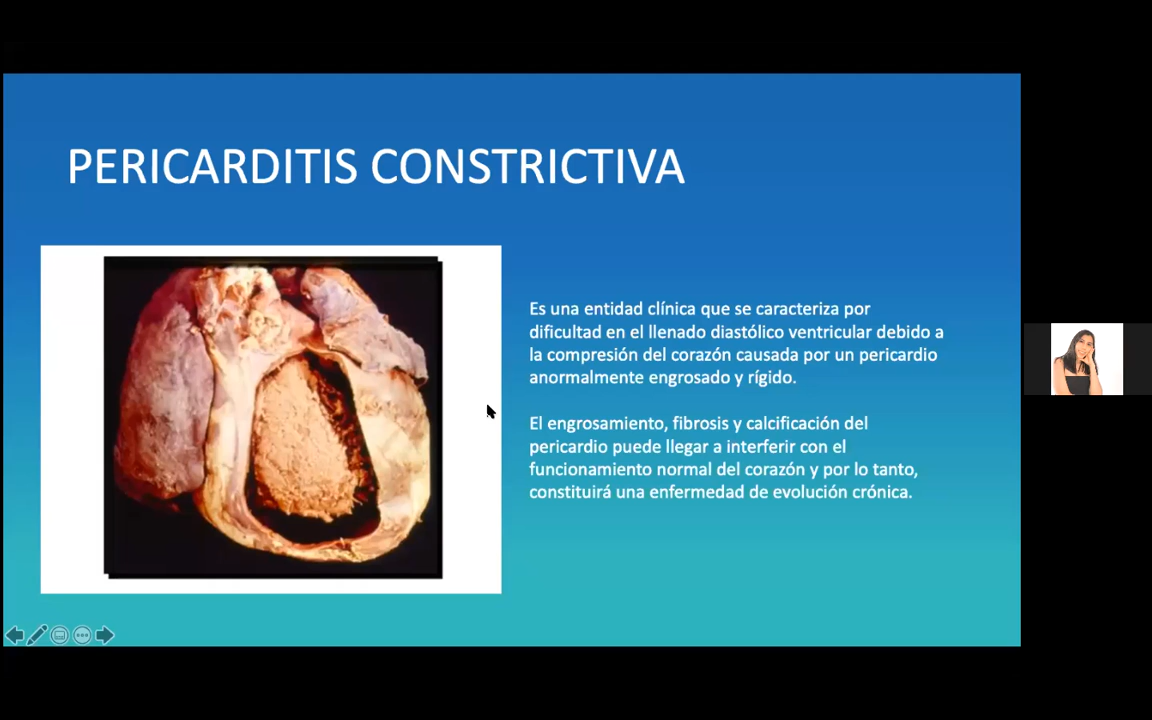 PERICARDITIS CONSTRICTIVA
Es una entidad clínica que se caracteriza por
dificultad en el llenado diastólico ventricular debido a
la compresión del corazón causada por un pericardio
anormalmente engrosado y rígido.
El engrosamiento, fibrosis y calcificación del
pericardio puede llegar a interferir con el
funcionamiento normal del corazón y por lo tanto,
constituirá una enfermedad de evolución crónica.